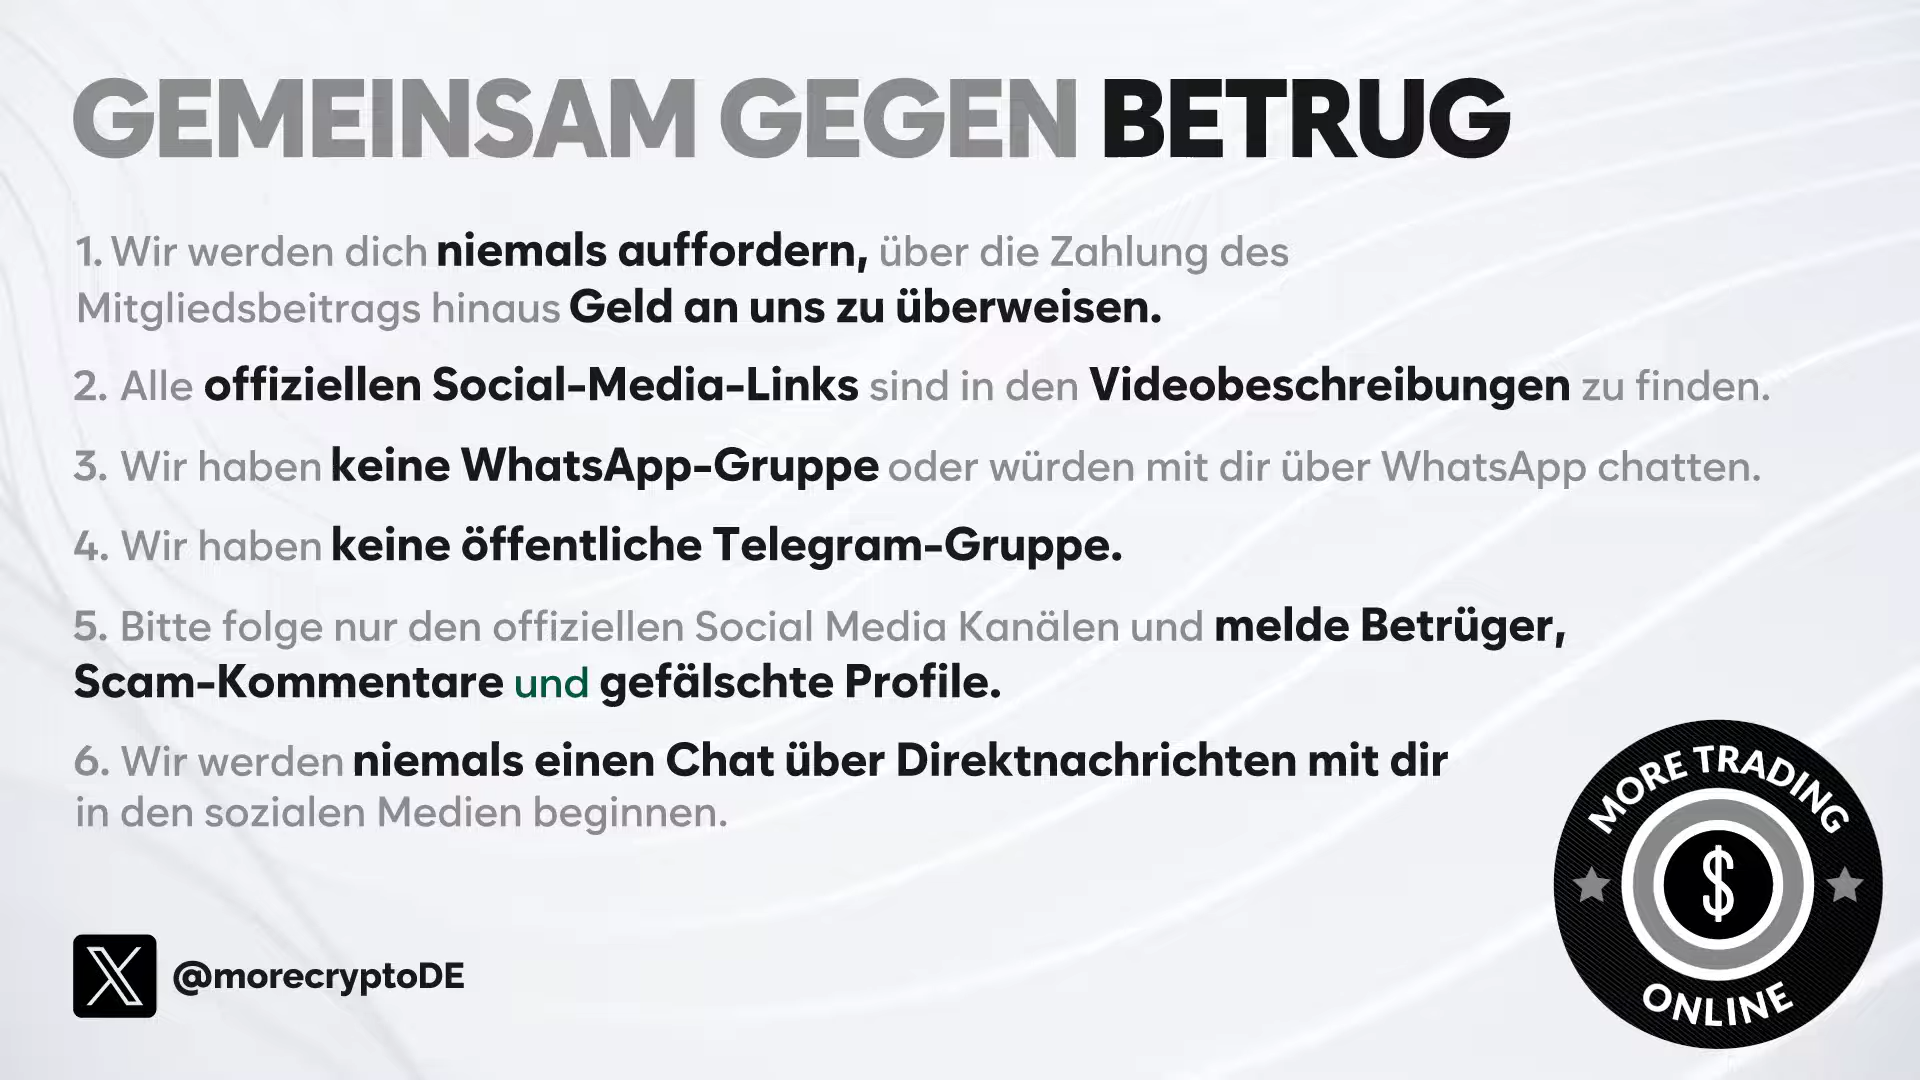 GEMEINSAM GEGEN BETRUG
1. Wir werden dich niemals auffordern, über die Zahlung des
Mitgliedsbeitrags hinaus Geld an uns zu überweisen.
2. Alle offiziellen Social-Media-Links sind in den Videobeschreibungen zu finden.
3. Wir haben keine WhatsApp-Gruppe oder würden mit dir über WhatsApp chatten.
4. Wir haben keine öffentliche Telegram-Gruppe.
5. Bitte folge nur den offiziellen Social Media Kanälen und melde Betrüger,
Scam-Kommentare und gefälschte Profile.
6. Wir werden niemals einen Chat über Direktnachrichten mit dir
in den sozialen Medien beginnen.
@morecryptoDE
MORE TRADING
$
ONLINE